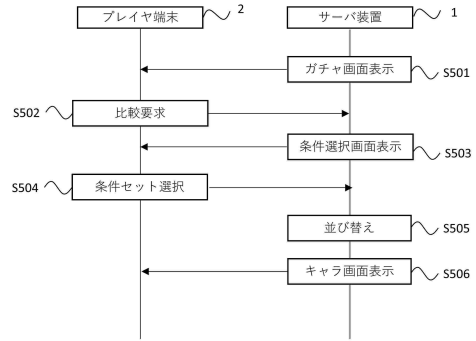 プレイヤ端末 2 サーバ装置 1
ガチャ画面表示 S501
S502 比較要求
条件選択画面表示 S503
S504 条件セット選択
並び替え S505
キャラ画面表示 S506